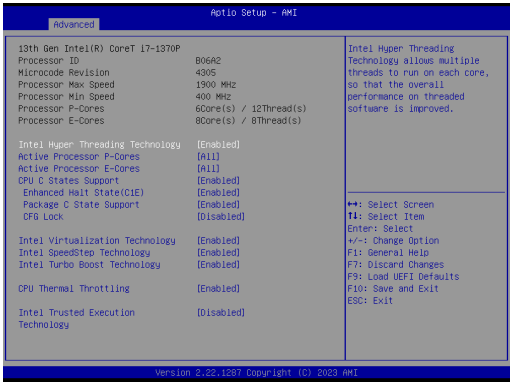 Aptio Setup - AMI
Advanced
13th Gen Intel(R) CoreT i7-1370P
Processor ID B06A2
Microcode Revision 4305
Processor Max Speed 1900 MHz
Processor Min Speed 400 MHz
Processor P-Cores 6Core(s) / 12Thread(s)
Processor E-Cores 8Core(s) / 8Thread(s)
Intel Hyper Threading Technology [Enabled]
Active Processor P-Cores [All]
Active Processor E-Cores [All]
CPU C States Support [Enabled]
Enhanced Halt State(C1E) [Enabled]
Package C State Support [Enabled]
CFG Lock [Disabled]
Intel Virtualization Technology [Enabled]
Intel SpeedStep Technology [Enabled]
Intel Turbo Boost Technology [Enabled]
CPU Thermal Throttling [Enabled]
Intel Trusted Execution [Disabled]
Technology
Intel Hyper Threading
Technology allows multiple
threads to run on each core,
so that the overall
performance on threaded
software is improved.
↔: Select Screen
↑↓: Select Item
Enter: Select
+/-: Change Option
F1: General Help
F7: Discard Changes
F9: Load UEFI Defaults
F10: Save and Exit
ESC: Exit
Version 2.22.1287 Copyright (C) 2023 AMI